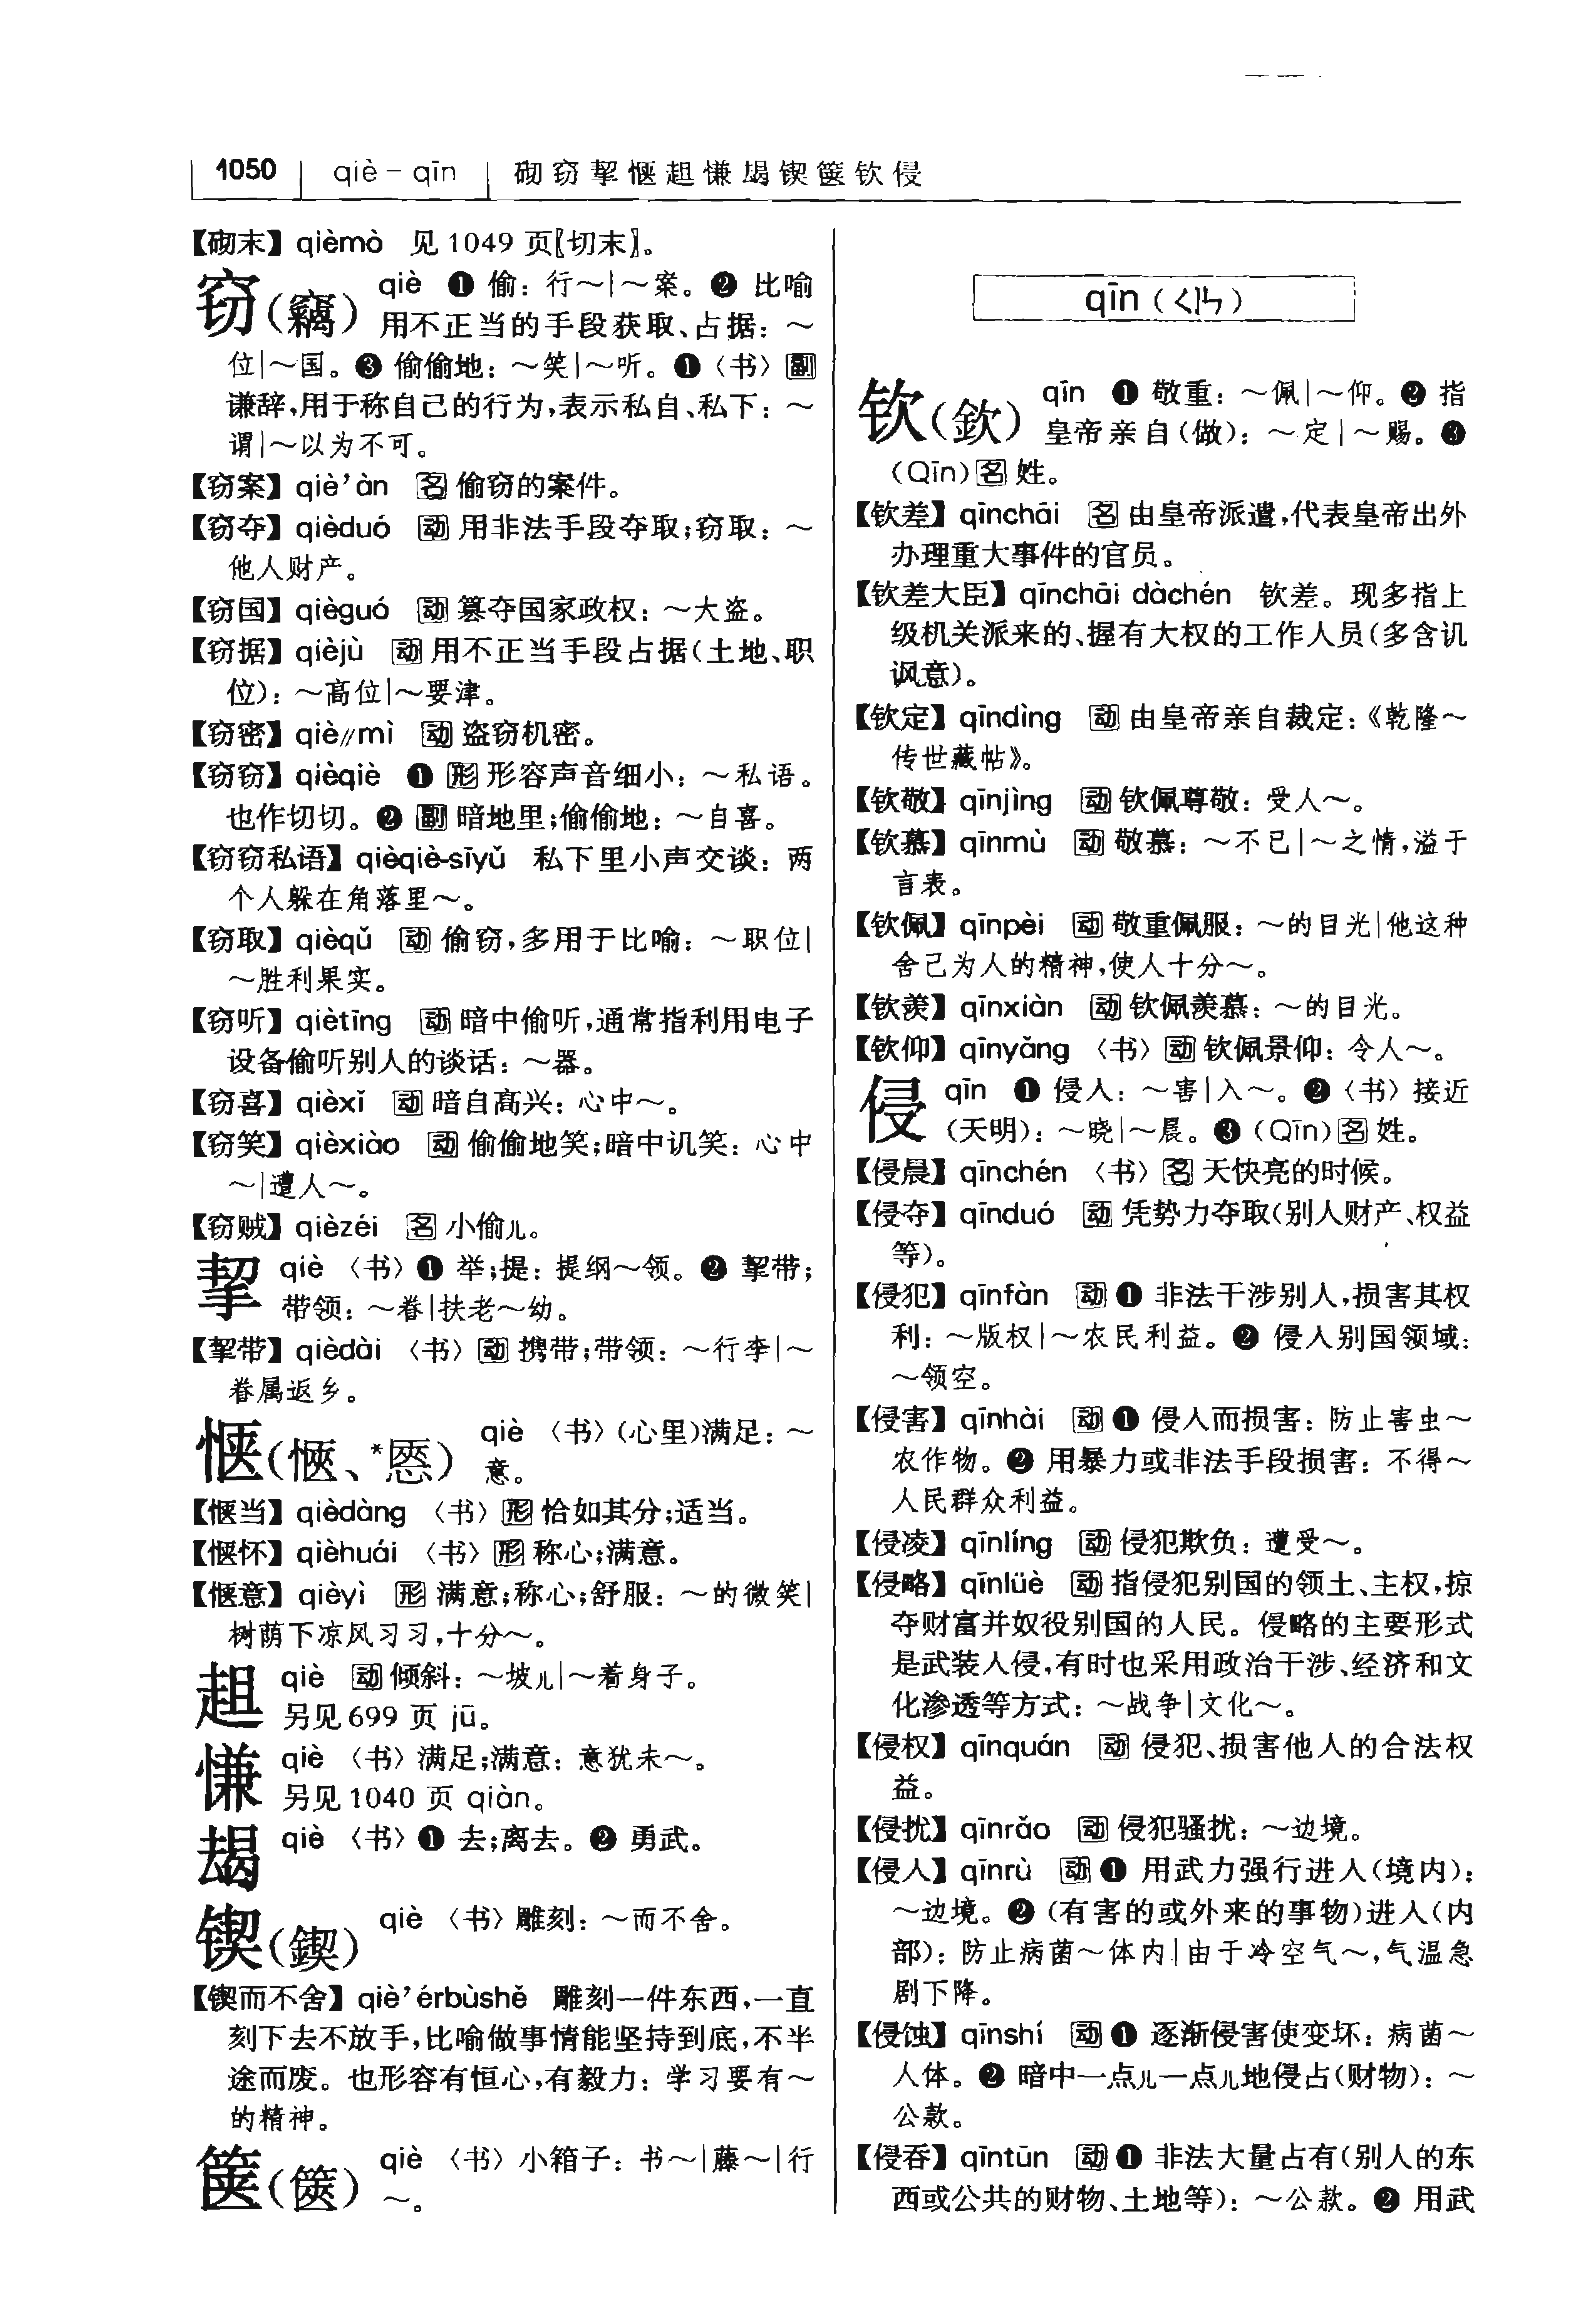 1050 qiè－qīn 砌窃挈惬趄慊朅锲箧钦侵
【砌末】qièmò 见1049页〖切末〗。
窃(竊) qiè ❶ 偷：行～|～案。❷ 比喻
用不正当的手段获取、占据：～
位|～国。❸ 偷偷地：～笑|～听。❶〈书〉副
谦辞,用于称自己的行为,表示私自、私下：～
谓|～以为不可。
【窃案】qiè’àn 名 偷窃的案件。
【窃夺】qièduó 动 用非法手段夺取;窃取：～
他人财产。
【窃国】qièguó 动 篡夺国家政权：～大盗。
【窃据】qièjù 动 用不正当手段占据(土地、职
位)：～高位|～要津。
【窃密】qiè∥mì 动 盗窃机密。
【窃窃】qièqiè ❶ 形 形容声音细小：～私语。
也作切切。❷ 副 暗地里;偷偷地：～自喜。
【窃窃私语】qièqiè-sīyǔ 私下里小声交谈：两
个人躲在角落里～。
【窃取】qièqǔ 动 偷窃,多用于比喻：～职位|
～胜利果实。
【窃听】qiètīng 动 暗中偷听,通常指利用电子
设备偷听别人的谈话：～器。
【窃喜】qièxǐ 动 暗自高兴：心中～。
【窃笑】qièxiào 动 偷偷地笑;暗中讥笑：心中
～|遭人～。
【窃贼】qièzéi 名 小偷儿。
挈 qiè 〈书〉❶ 举;提：提纲～领。❷ 挈带;
带领：～眷|扶老～幼。
【挈带】qièdài 〈书〉动 携带;带领：～行李|～
眷属返乡。
惬(愜、*㥦) qiè 〈书〉(心里)满足：～
意。
【惬当】qièdàng 〈书〉形 恰如其分;适当。
【惬怀】qièhuái 〈书〉形 称心;满意。
【惬意】qièyì 形 满意;称心;舒服：～的微笑|
树荫下凉风习习,十分～。
趄 qiè 动 倾斜：～坡儿|～着身子。
另见699页 jū。
慊 qiè 〈书〉满足;满意：意犹未～。
另见1040页 qiàn。
朅 qiè 〈书〉❶ 去;离去。❷ 勇武。
锲(鍥) qiè 〈书〉雕刻：～而不舍。
【锲而不舍】qiè’érbùshě 雕刻一件东西,一直
刻下去不放手,比喻做事情能坚持到底,不半
途而废。也形容有恒心,有毅力：学习要有～
的精神。
箧(篋) qiè 〈书〉小箱子：书～|藤～|行
～。
qīn（ㄑㄧㄣ）
钦(欽) qīn ❶ 敬重：～佩|～仰。❷ 指
皇帝亲自(做)：～定|～赐。❸
(Qīn)名 姓。
【钦差】qīnchāi 名 由皇帝派遣,代表皇帝出外
办理重大事件的官员。
【钦差大臣】qīnchāi dàchén 钦差。现多指上
级机关派来的、握有大权的工作人员(多含讥
讽意)。
【钦定】qīndìng 动 由皇帝亲自裁定：《乾隆～
传世藏帖》。
【钦敬】qīnjìng 动 钦佩尊敬：受人～。
【钦慕】qīnmù 动 敬慕：～不已|～之情,溢于
言表。
【钦佩】qīnpèi 动 敬重佩服：～的目光|他这种
舍己为人的精神,使人十分～。
【钦羡】qīnxiàn 动 钦佩羡慕：～的目光。
【钦仰】qīnyǎng 〈书〉动 钦佩景仰：令人～。
侵 qīn ❶ 侵入：～害|入～。❷〈书〉接近
(天明)：～晓|～晨。❸ (Qīn)名 姓。
【侵晨】qīnchén 〈书〉名 天快亮的时候。
【侵夺】qīnduó 动 凭势力夺取(别人财产、权益
等)。
【侵犯】qīnfàn 动 ❶ 非法干涉别人,损害其权
利：～版权|～农民利益。❷ 侵入别国领域：
～领空。
【侵害】qīnhài 动 ❶ 侵入而损害：防止害虫～
农作物。❷ 用暴力或非法手段损害：不得～
人民群众利益。
【侵凌】qīnlíng 动 侵犯欺负：遭受～。
【侵略】qīnlüè 动 指侵犯别国的领土、主权,掠
夺财富并奴役别国的人民。侵略的主要形式
是武装入侵,有时也采用政治干涉、经济和文
化渗透等方式：～战争|文化～。
【侵权】qīnquán 动 侵犯、损害他人的合法权
益。
【侵扰】qīnrǎo 动 侵犯骚扰：～边境。
【侵入】qīnrù 动 ❶ 用武力强行进入(境内)：
～边境。❷ (有害的或外来的事物)进入(内
部)：防止病菌～体内|由于冷空气～,气温急
剧下降。
【侵蚀】qīnshí 动 ❶ 逐渐侵害使变坏：病菌～
人体。❷ 暗中一点儿一点儿地侵占(财物)：～
公款。
【侵吞】qīntūn 动 ❶ 非法大量占有(别人的东
西或公共的财物、土地等)：～公款。❷ 用武